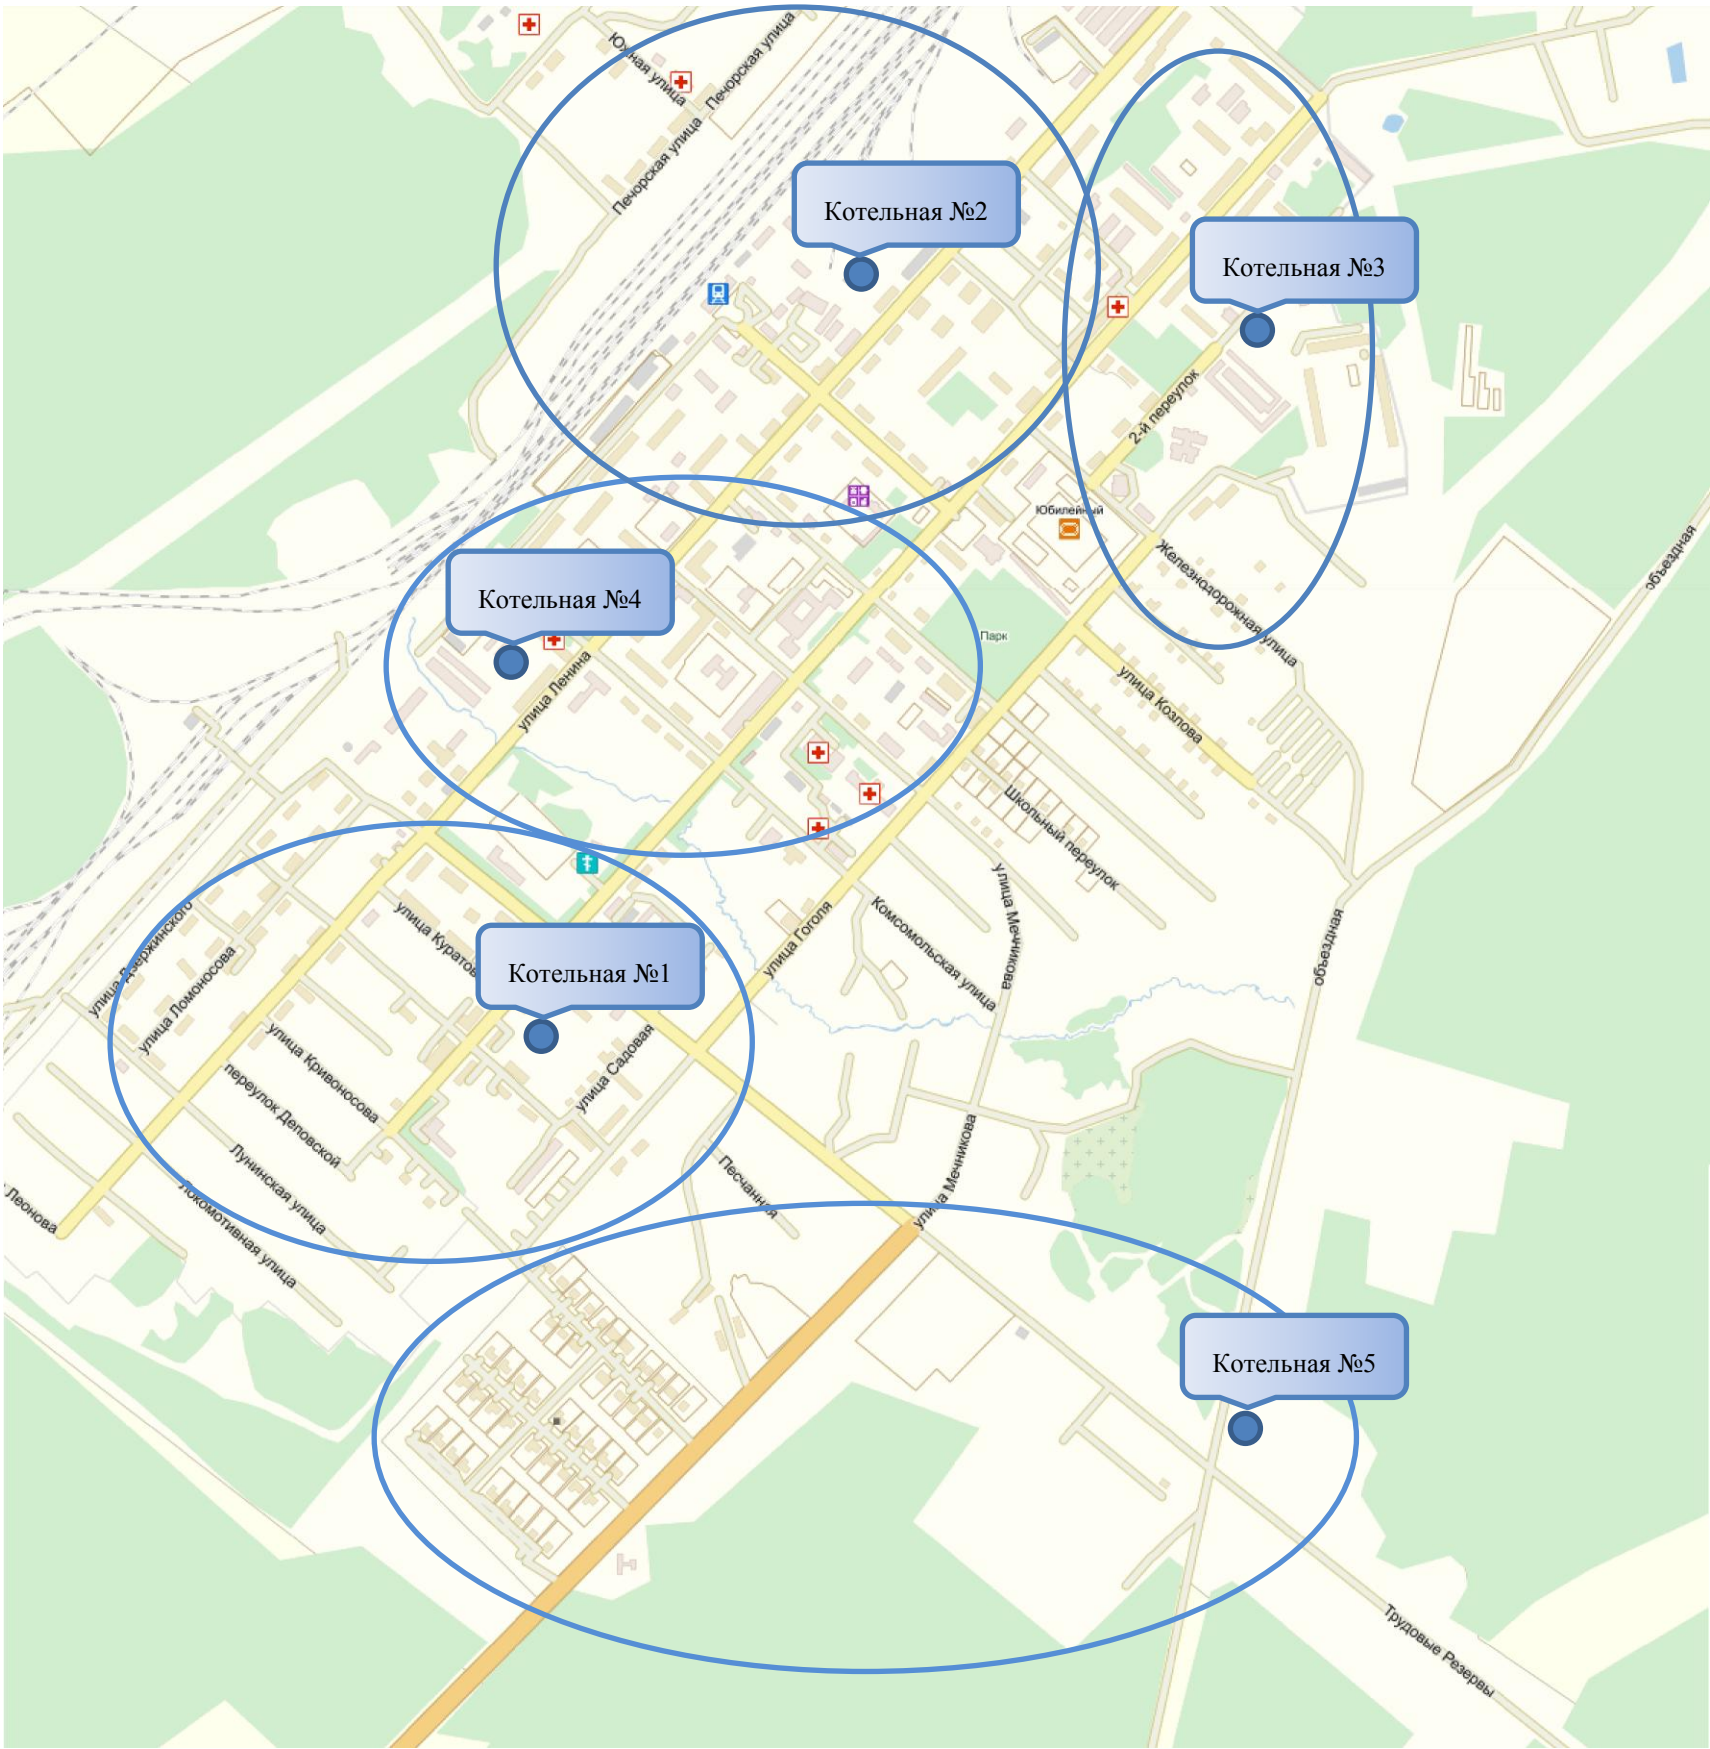 Южная улица
Печорская улица
Печорская улица
Котельная №2
Котельная №3
2-й переулок
Юбилейный
Железнодорожная улица
объездная
Котельная №4
Парк
улица Ленина
улица Козлова
Школьный переулок
улица Мечникова
Комсомольская улица
улица Гоголя
объездная
улица Дзержинского
улица Ломоносова
улица Куратов
Котельная №1
улица Садовая
улица Кривоносова
переулок Деповской
Лунинская улица
Локомотивная улица
Леонова
Песчанная
улица Мечникова
Котельная №5
Трудовые Резервы